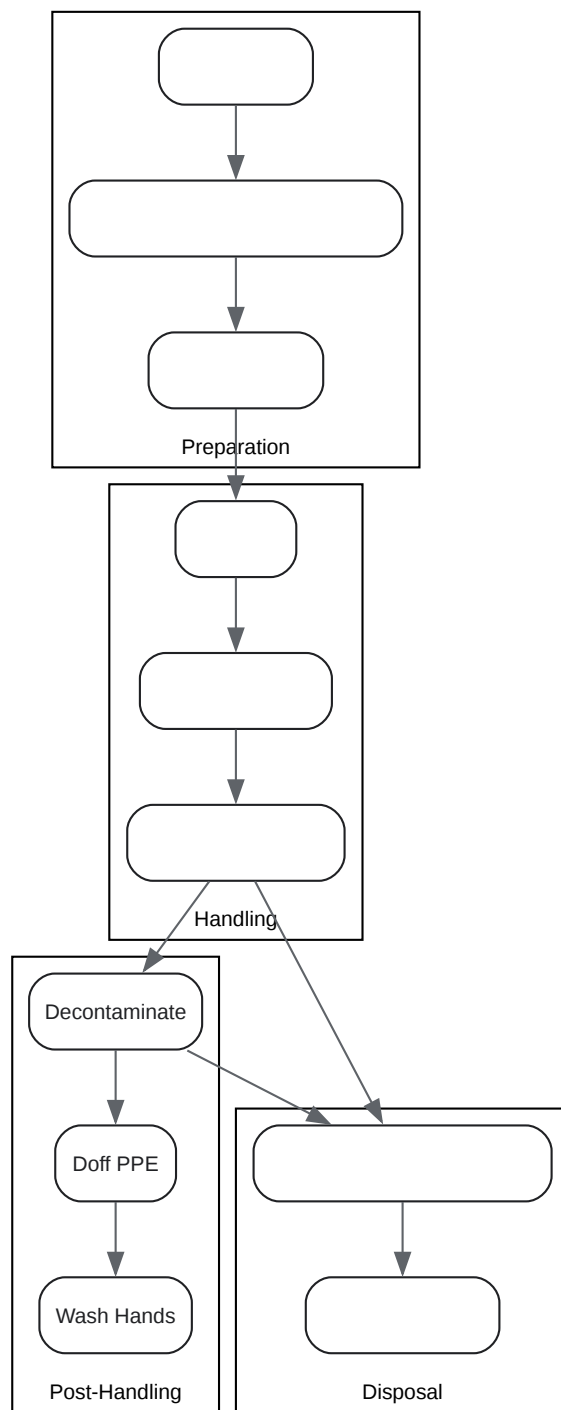 Preparation
Handling
Decontaminate
Doff PPE
Wash Hands
Post-Handling
Disposal